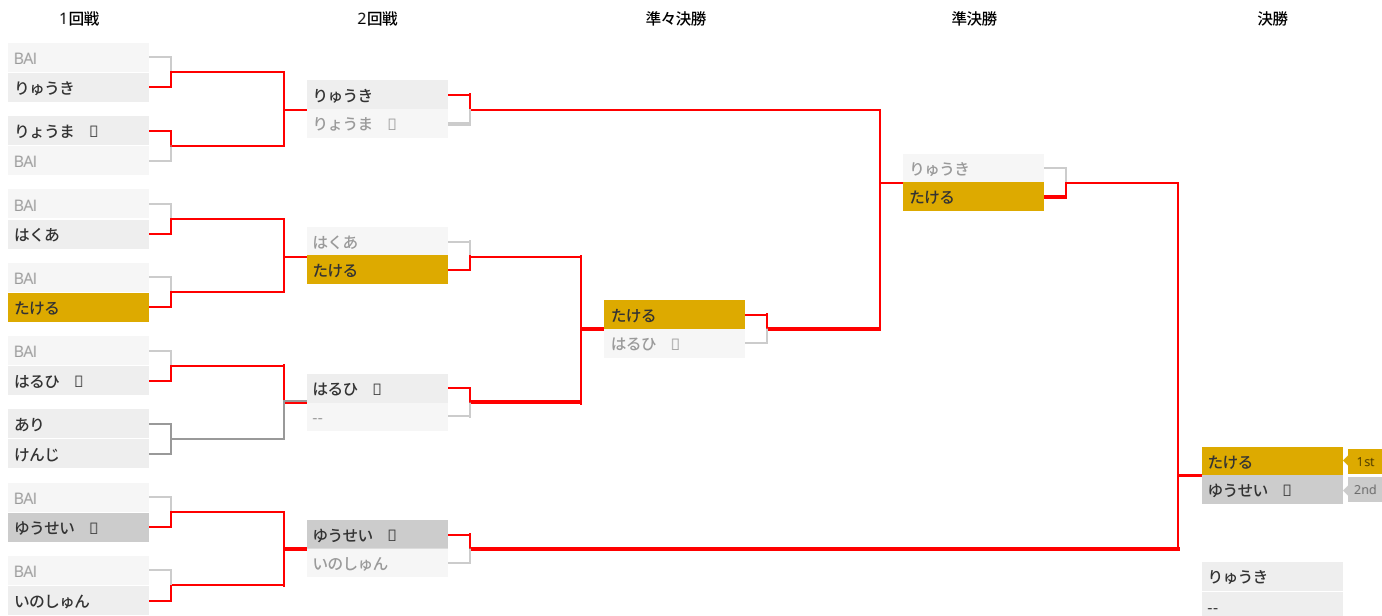 1回戦
2回戦
準々決勝
準決勝
決勝
BAI
りゅうき
りょうま
BAI
BAI
はくあ
BAI
たける
BAI
はるひ
あり
けんじ
BAI
ゆうせい
BAI
いのしゅん
りゅうき
りょうま
はくあ
たける
はるひ
--
ゆうせい
いのしゅん
たける
はるひ
りゅうき
たける
たける 1st
ゆうせい 2nd
りゅうき
--